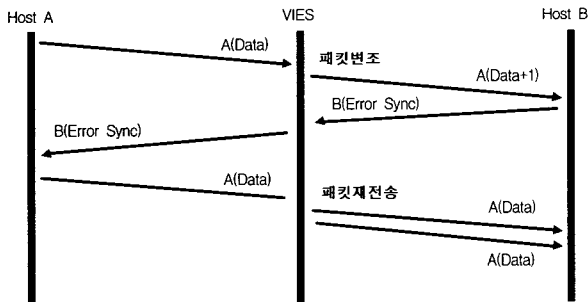 Host A VIES Host B
A(Data)
패킷변조
A(Data+1)
B(Error Sync)
B(Error Sync)
A(Data)
패킷재전송
A(Data)
A(Data)